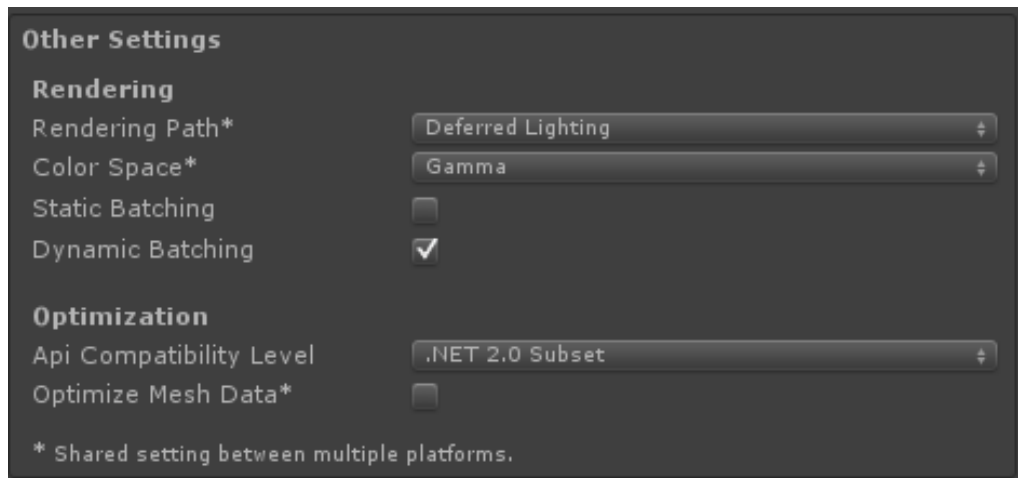 Other Settings
Rendering
Rendering Path* Deferred Lighting
Color Space* Gamma
Static Batching
Dynamic Batching
Optimization
Api Compatibility Level .NET 2.0 Subset
Optimize Mesh Data*
* Shared setting between multiple platforms.